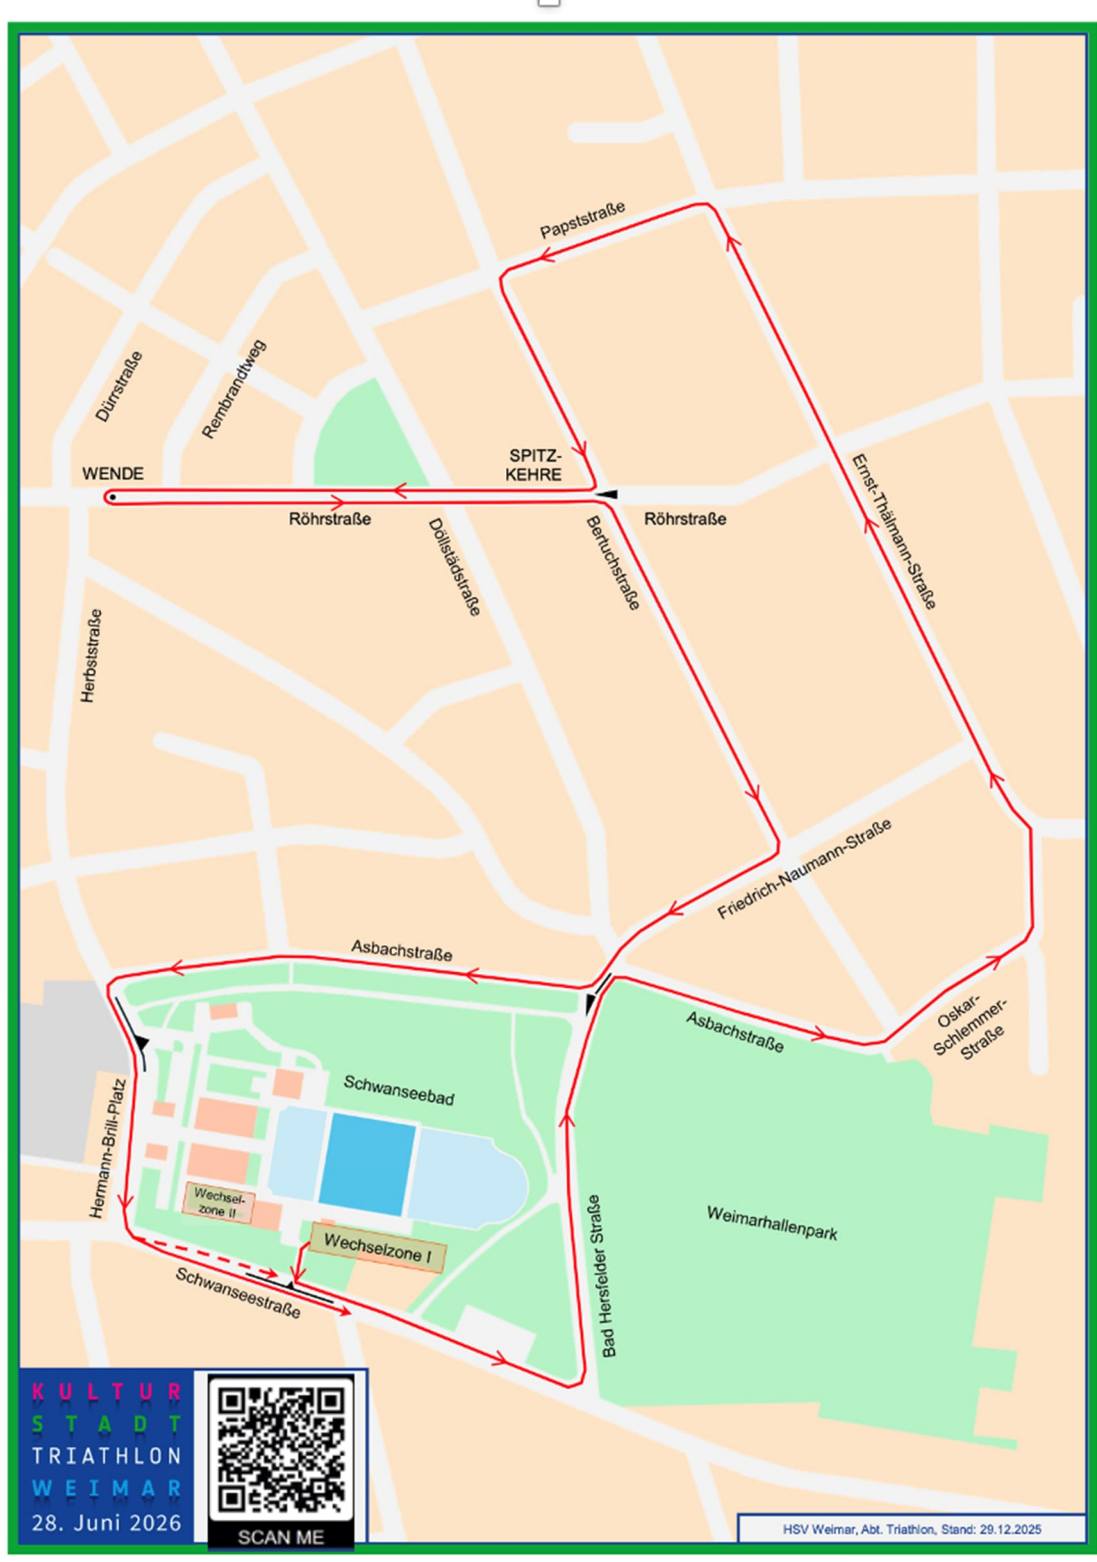 Papststraße
Dürrstraße
Rembrandtweg
WENDE
SPITZ-
KEHRE
Röhrstraße
Röhrstraße
Ernst-Thälmann-Straße
Döllstädstraße
Bertuchstraße
Herbststraße
Friedrich-Naumann-Straße
Asbachstraße
Asbachstraße
Oskar-
Schlemmer-
Straße
Schwanseebad
Hermann-Brill-Platz
Wechsel-
zone II
Wechselzone I
Weimarhallenpark
Bad Hersfelder Straße
Schwanseestraße
KULTUR
STADT
TRIATHLON
WEIMAR
28. Juni 2026
SCAN ME
HSV Weimar, Abt. Triathlon, Stand: 29.12.2025